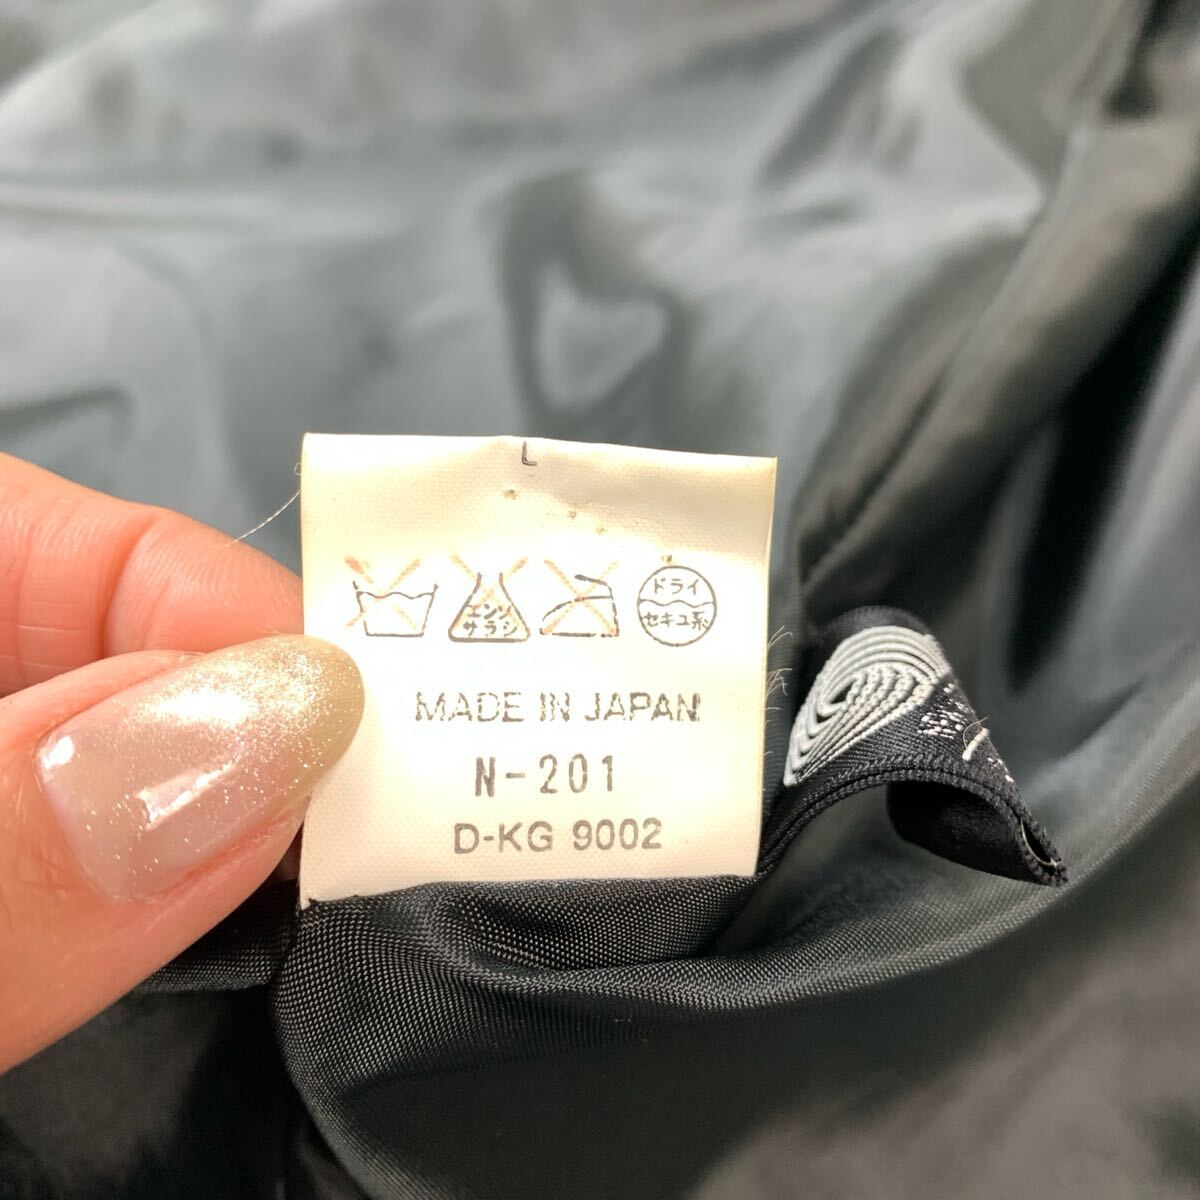 L
エンソ
サラシ
ドライ
セキユ系
MADE IN JAPAN
N-201
D-KG 9002